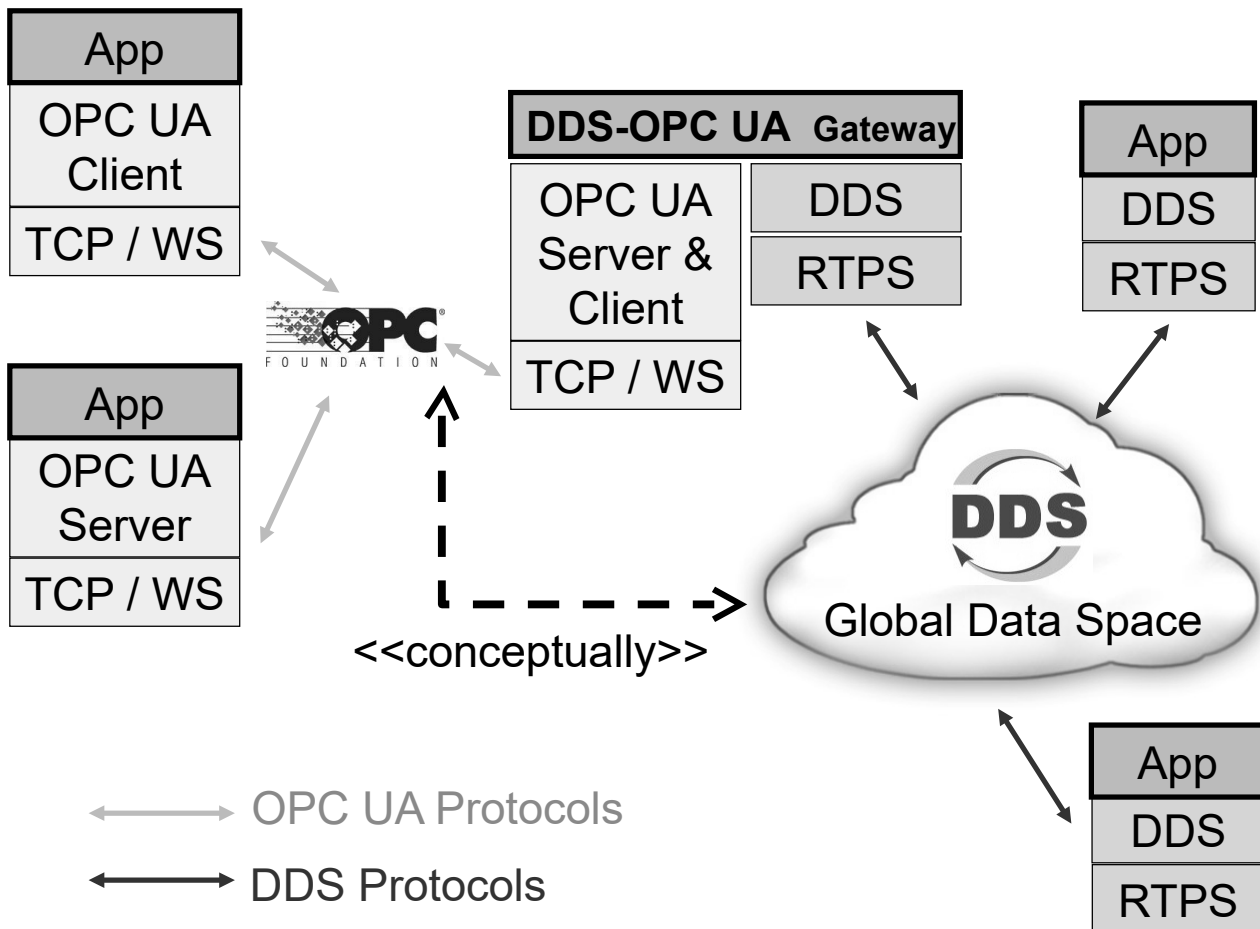 App
OPC UA
Client
TCP / WS
OPC®
FOUNDATION
App
OPC UA
Server
TCP / WS
DDS-OPC UA Gateway
OPC UA
Server &
Client
TCP / WS
DDS
RTPS
App
DDS
RTPS
DDS
Global Data Space
<<conceptually>>
App
DDS
RTPS
OPC UA Protocols
DDS Protocols